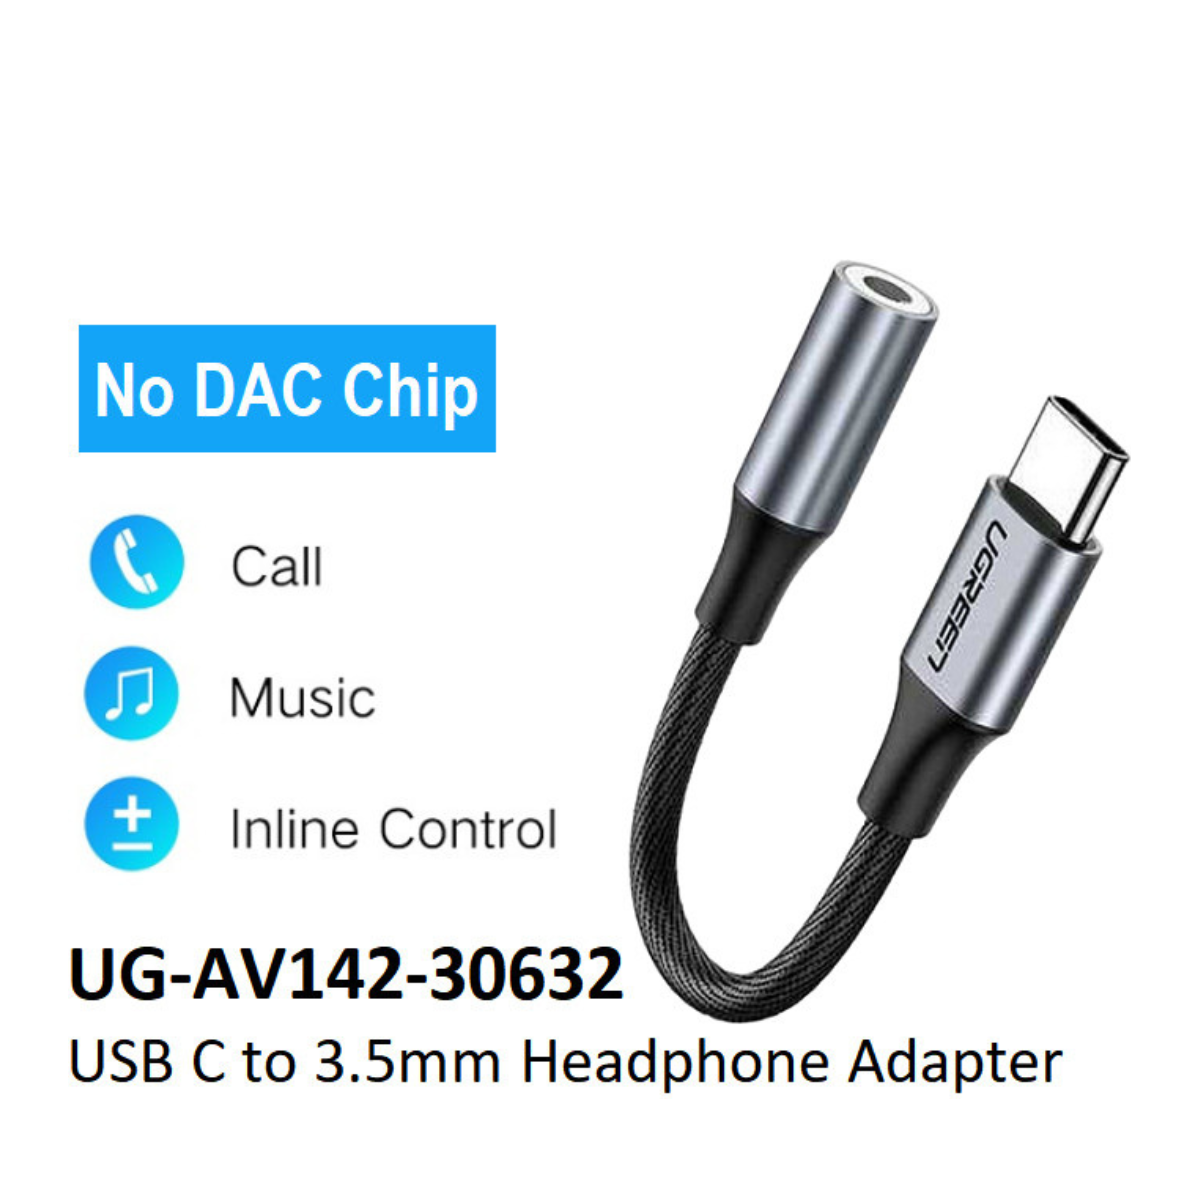 No DAC Chip
Call
Music
Inline Control
UGREEN
UG-AV142-30632
USB C to 3.5mm Headphone Adapter